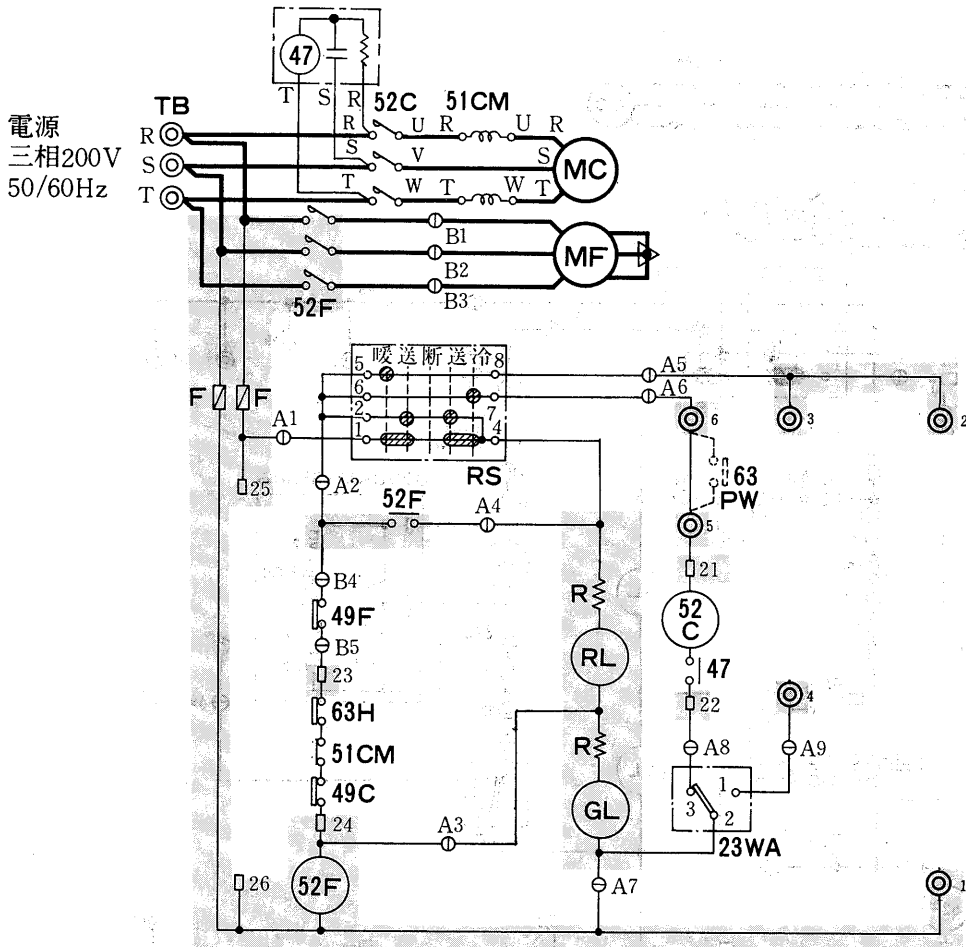 47
T S R
TB
52C
51CM
電源
三相200V
50/60Hz
R
S
T
R U R U R
S V S
T W T W T
MC
B1
B2
B3
52F
MF
F F
暖 送 断 送 冷
5 8
6
2 7
1 4
RS
A1
A5
A6
6
3
2
63
PW
25
A2
52F
A4
5
B4
49F
B5
23
63H
51CM
49C
24
A3
52F
26
R
RL
R
GL
A7
21
52
C
47
22
A8
4
A9
3 1
2
23WA
1